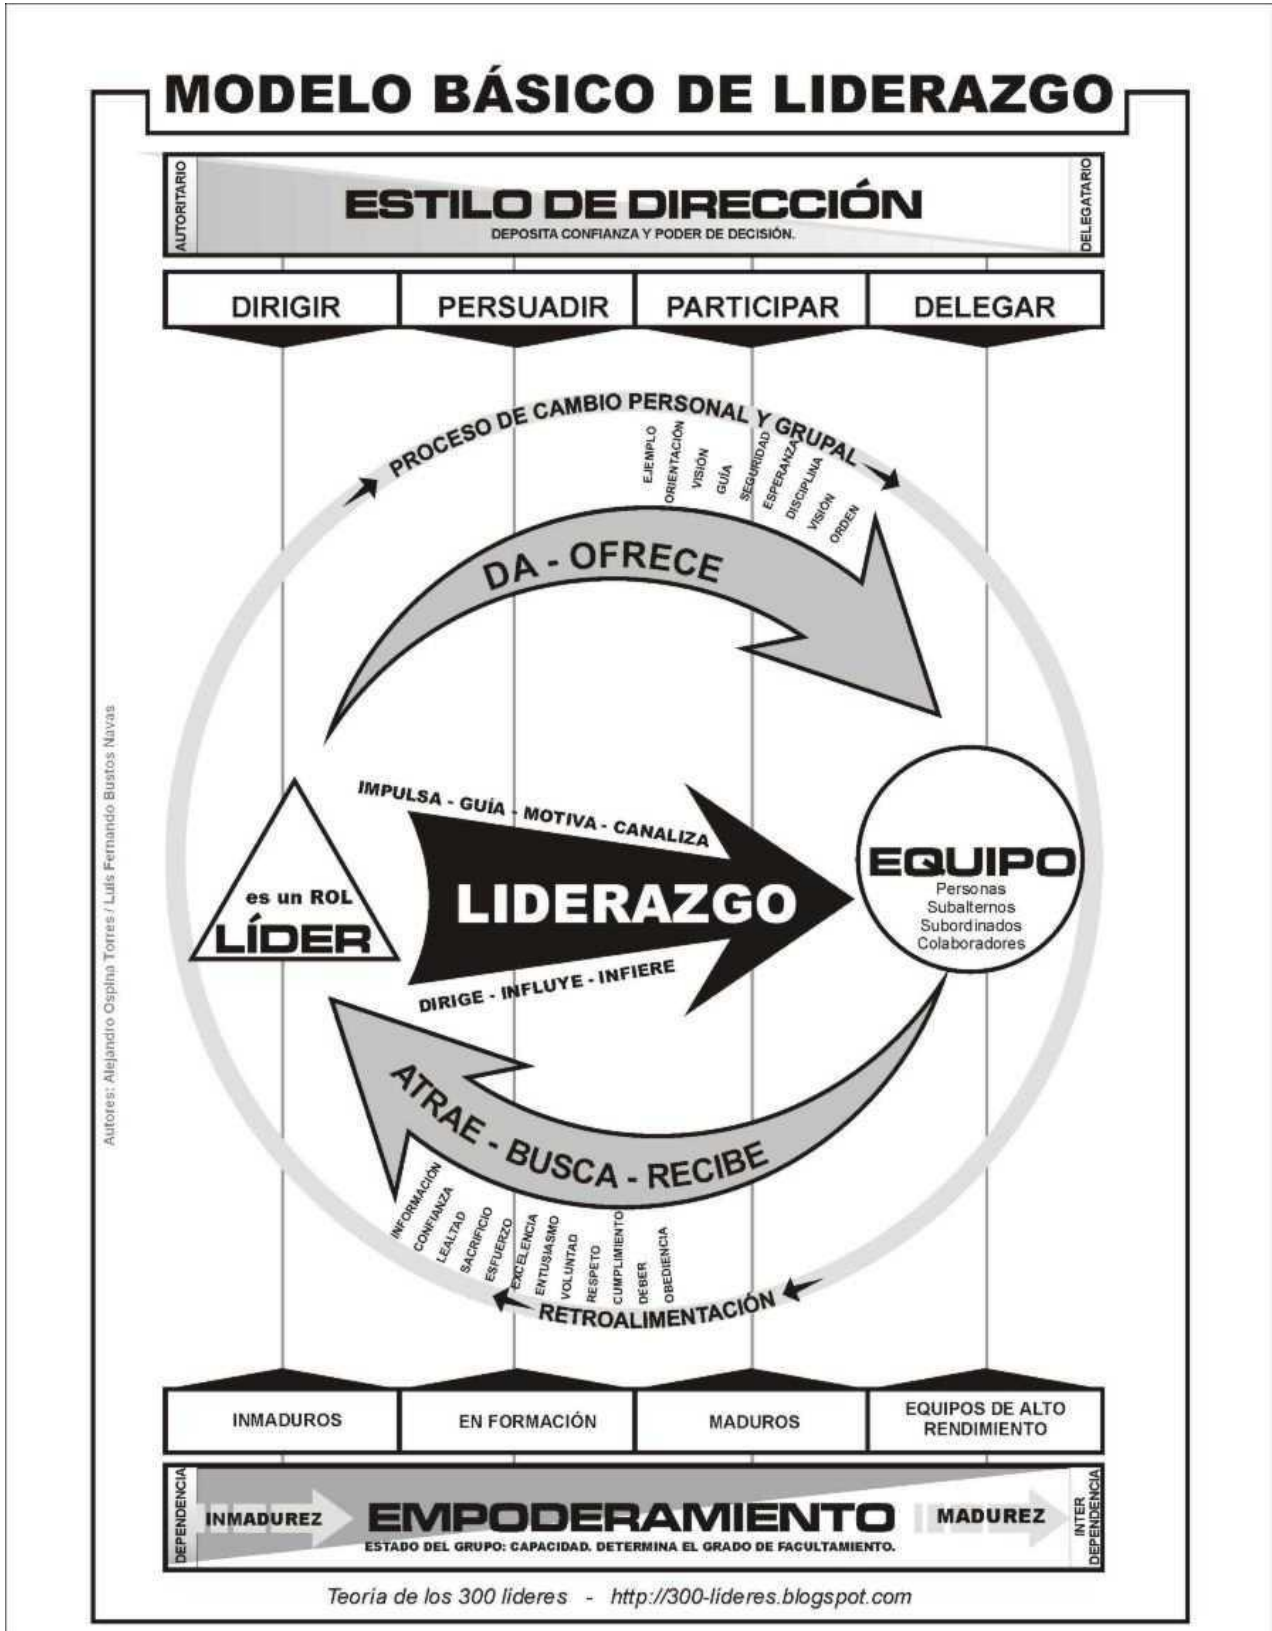 MODELO BÁSICO DE LIDERAZGO
AUTORITARIO
ESTILO DE DIRECCIÓN
DEPOSITA CONFIANZA Y PODER DE DECISIÓN.
DELEGATARIO
DIRIGIR
PERSUADIR
PARTICIPAR
DELEGAR
PROCESO DE CAMBIO PERSONAL Y GRUPAL
EJEMPLO
ORIENTACIÓN
VISIÓN
GUÍA
SEGURIDAD
ESPERANZA
DISCIPLINA
VISIÓN
ORDEN
DA - OFRECE
IMPULSA - GUÍA - MOTIVA - CANALIZA
es un ROL
LÍDER
LIDERAZGO
EQUIPO
Personas
Subalternos
Subordinados
Colaboradores
DIRIGE - INFLUYE - INFIERE
ATRAE - BUSCA - RECIBE
INFORMACIÓN
CONFIANZA
LEALTAD
SACRIFICIO
ESFUERZO
EXCELENCIA
ENTUSIASMO
VOLUNTAD
RESPETO
CUMPLIMIENTO
DEBER
OBEDIENCIA
RETROALIMENTACIÓN
Autores: Alejandro Ospina Torres / Luis Fernando Bustos Navas
INMADUROS
EN FORMACIÓN
MADUROS
EQUIPOS DE ALTO
RENDIMIENTO
DEPENDENCIA
INMADUREZ
EMPODERAMIENTO
ESTADO DEL GRUPO: CAPACIDAD. DETERMINA EL GRADO DE FACULTAMIENTO.
MADUREZ
INTER
DEPENDENCIA
Teoría de los 300 lideres - http://300-lideres.blogspot.com